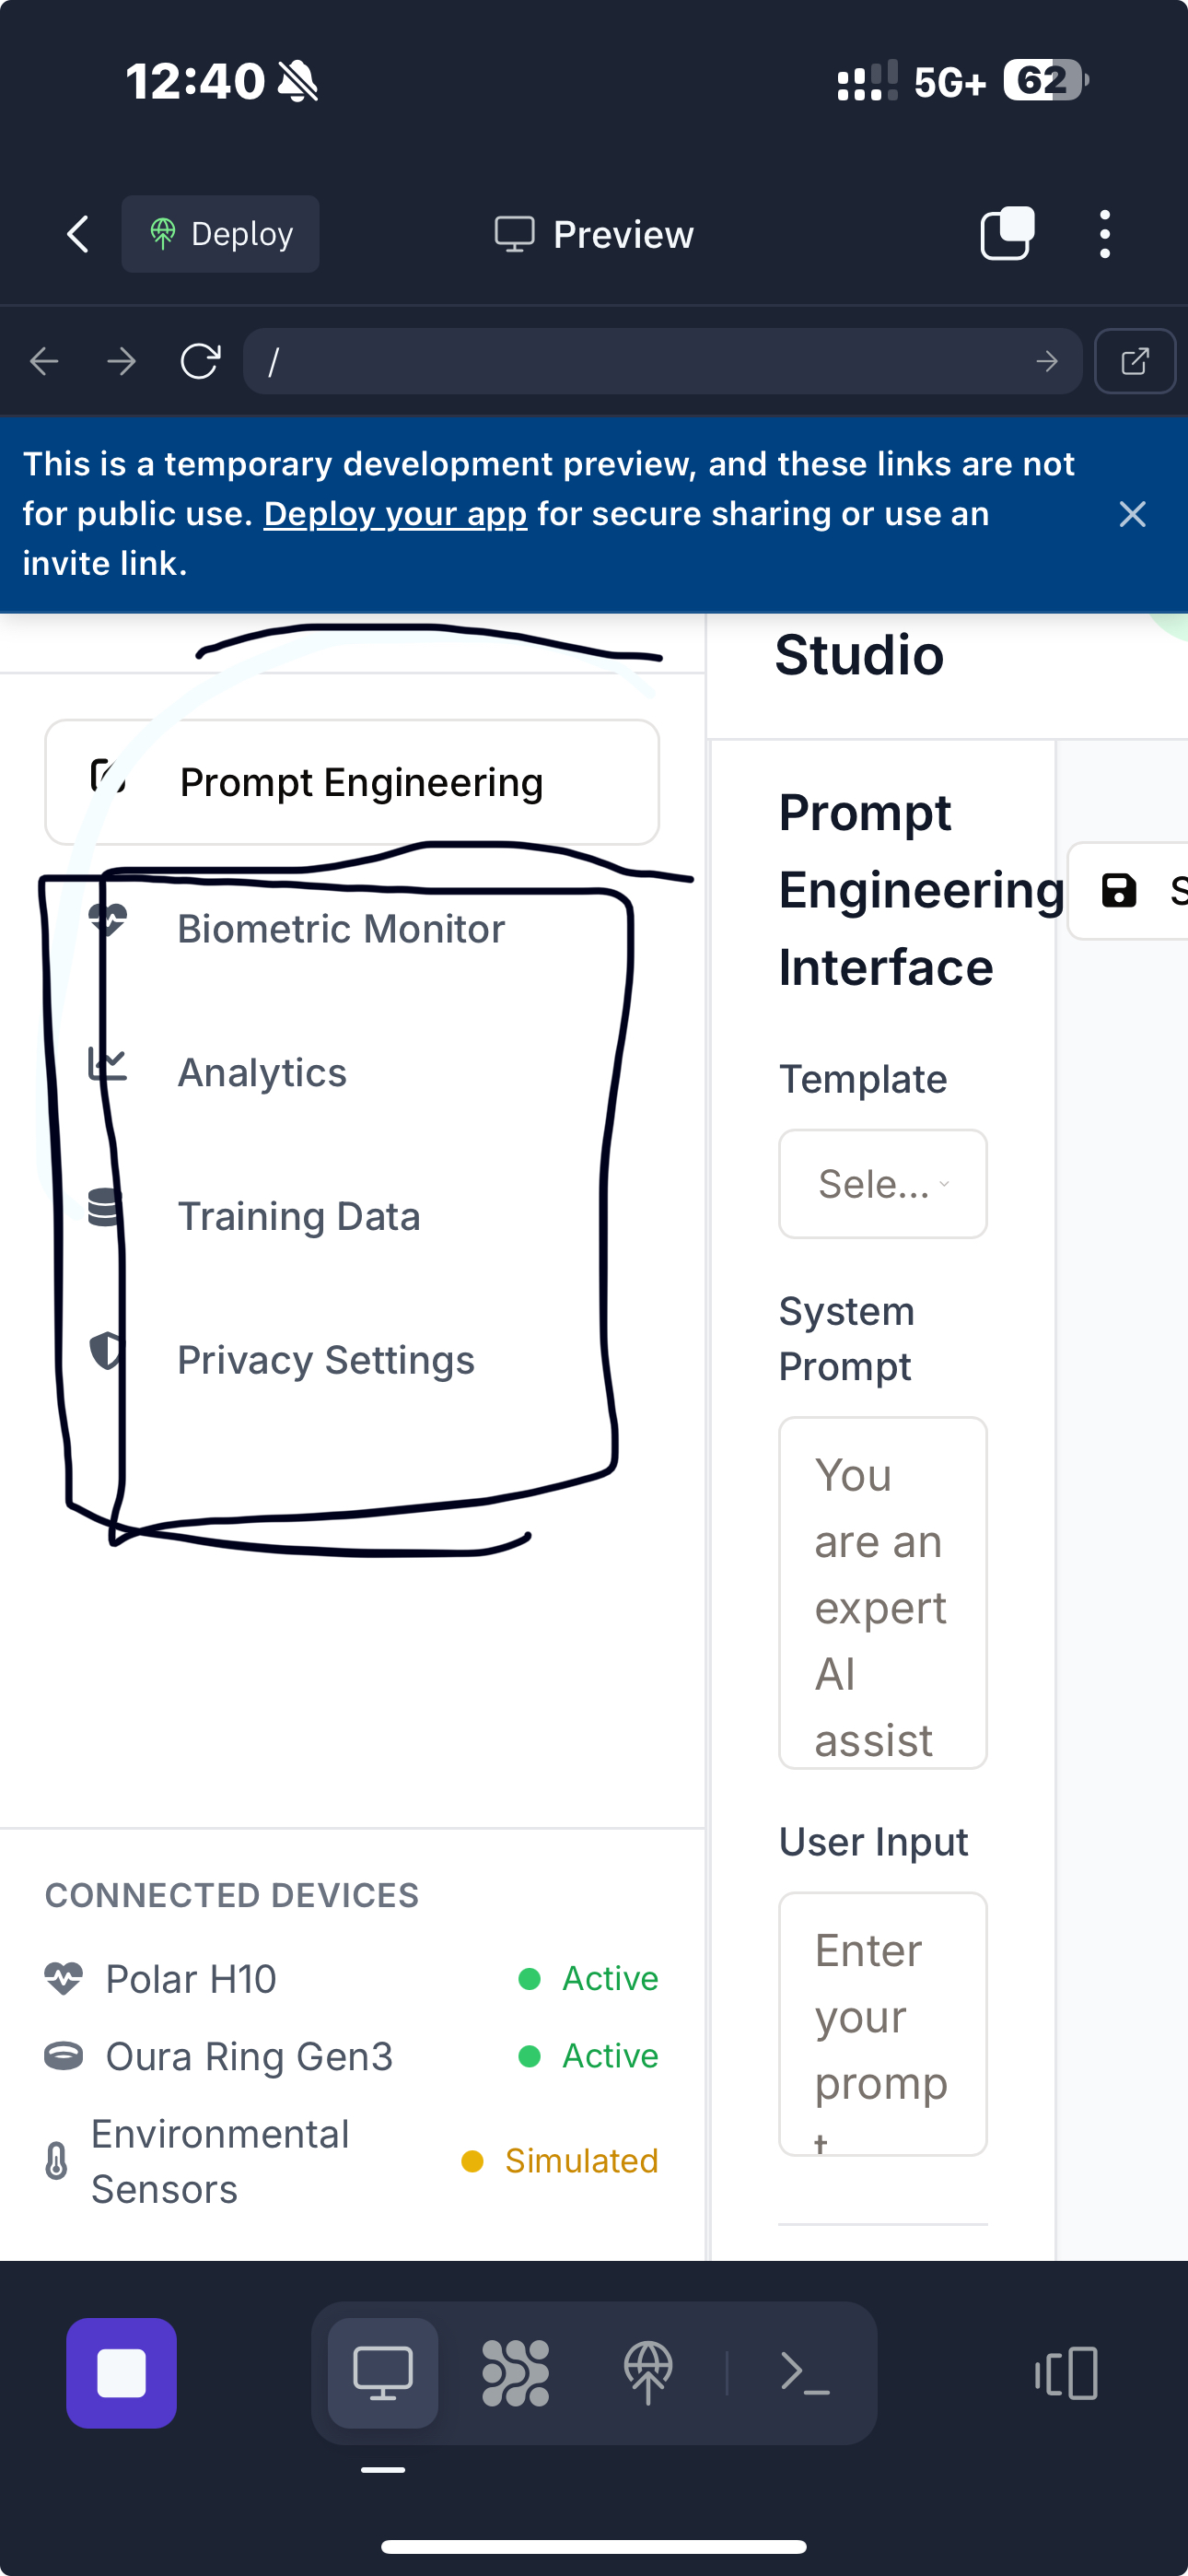 12:40
5G+
62
Deploy
Preview
/
This is a temporary development preview, and these links are not
for public use. Deploy your app for secure sharing or use an
invite link.
Studio
Prompt Engineering
Biometric Monitor
Analytics
Training Data
Privacy Settings
CONNECTED DEVICES
Polar H10
Active
Oura Ring Gen3
Active
Environmental
Sensors
Simulated
Prompt
Engineering
Interface
S
Template
Sele...
System
Prompt
You
are an
expert
AI
assist
User Input
Enter
your
promp
t